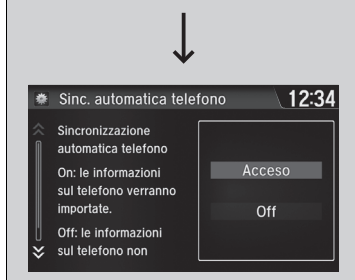 Sinc. automatica telefono
12:34
Sincronizzazione
automatica telefono
On: le informazioni
sul telefono verranno
importate.
Off: le informazioni
sul telefono non
Acceso
Off